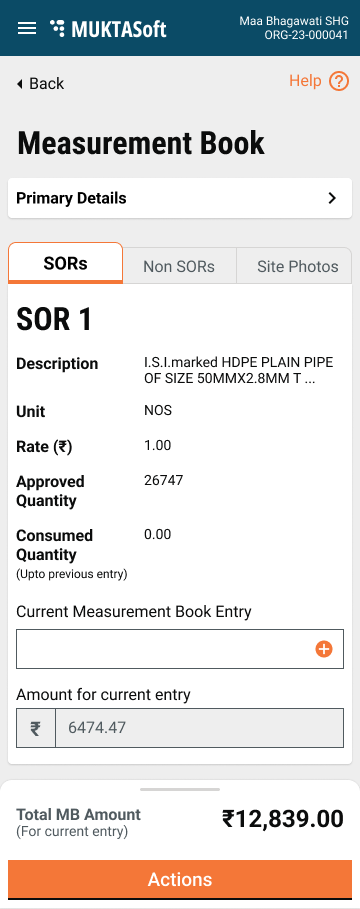 MUKTASoft
Maa Bhagawati SHG
ORG-23-000041
Back
Help ?
Measurement Book
Primary Details
SORs
Non SORs
Site Photos
SOR 1
Description
I.S.I.marked HDPE PLAIN PIPE
OF SIZE 50MMX2.8MM T ...
Unit
NOS
Rate (₹)
1.00
Approved
Quantity
26747
Consumed
Quantity
(Upto previous entry)
0.00
Current Measurement Book Entry
Amount for current entry
₹
6474.47
Total MB Amount
(For current entry)
₹12,839.00
Actions